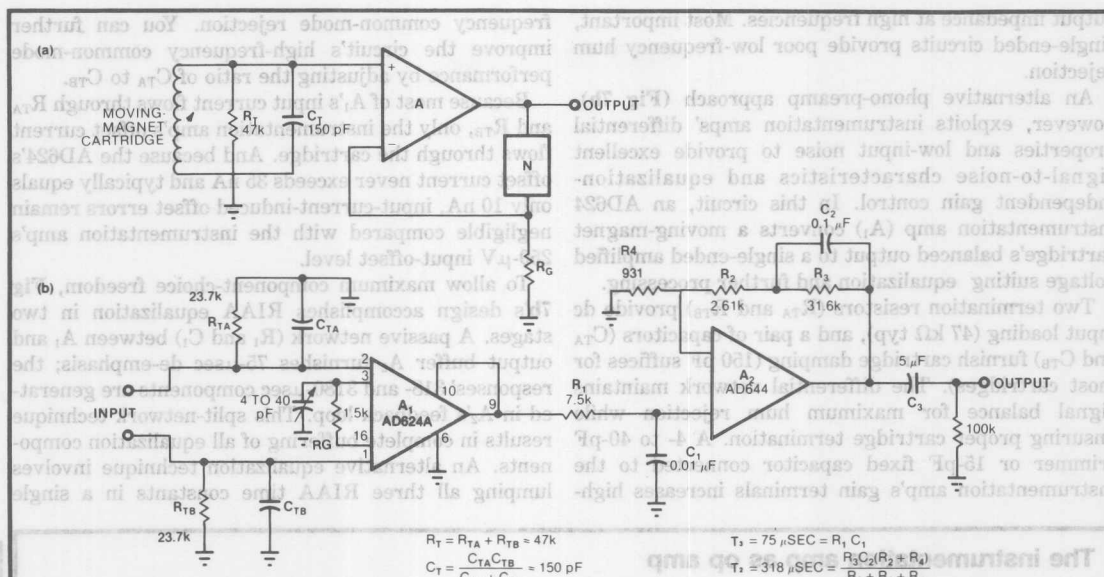 output impedance at high frequencies. Most important,
single-ended circuits provide poor low-frequency hum
rejection.
An alternative phono-preamp approach (Fig 7b),
however, exploits instrumentation amps' differential
properties and low-input noise to provide excellent
signal-to-noise characteristics and equalization-
independent gain control. In this circuit, an AD624
instrumentation amp (A₁) converts a moving-magnet
cartridge's balanced output to a single-ended amplified
voltage suiting equalization and further processing.
Two termination resistors (RTA and RTB) provide dc
input loading (47 kΩ typ), and a pair of capacitors (CTA
and CTB) furnish cartridge damping (150 pF suffices for
most cartridges). The differential network maintains
signal balance for maximum hum rejection while
ensuring proper cartridge termination. A 4- to 40-pF
trimmer or 15-pF fixed capacitor connected to the
instrumentation amp's gain terminals increases high-
frequency common-mode rejection. You can further
improve the circuit's high-frequency common-mode
performance by adjusting the ratio of CTA to CTB.
Because most of A₁'s input current flows through RTA
and RTB, only the instrumentation amp's offset current
flows through the cartridge. And because the AD624's
offset current never exceeds 35 nA and typically equals
only 10 nA, input-current-induced offset errors remain
negligible compared with the instrumentation amp's
-μV input-offset level.
To allow maximum component-choice freedom, Fig
7b's design accomplishes RIAA equalization in two
stages. A passive network (R₁ and C₁) between A₁ and
output buffer A₂ furnishes 75-μsec de-emphasis; the
response's 318- and 3180-μsec components are generat-
ed in A₂'s feedback loop. This split-network technique
results in complete buffering of all equalization compo-
nents. An alternative equalization technique involves
lumping all three RIAA time constants in a single
(a)
MOVING-
MAGNET
CARTRIDGE
RT
47k
CT
150 pF
+
A
−
OUTPUT
N
RG
(b)
23.7k
RTA
CTA
INPUT
4 TO 40
pF
2
3
1.5k
RG
16
1
A₁
AD624A
10
9
6
RTB
23.7k
CTB
R₁
7.5k
C₁
0.01 μF
R4
931
R₂
2.61k
C₂
0.1 μF
R₃
31.6k
A₂
AD644
5 μF
C₃
OUTPUT
100k
RT = RTA + RTB ≈ 47k
CT = CTACTB ≈ 150 pF
T₃ = 75 μSEC = R₁ C₁
T₂ = 318 μSEC = R₃C₂(R₂ + R₄)
The instrumentation amp as op amp